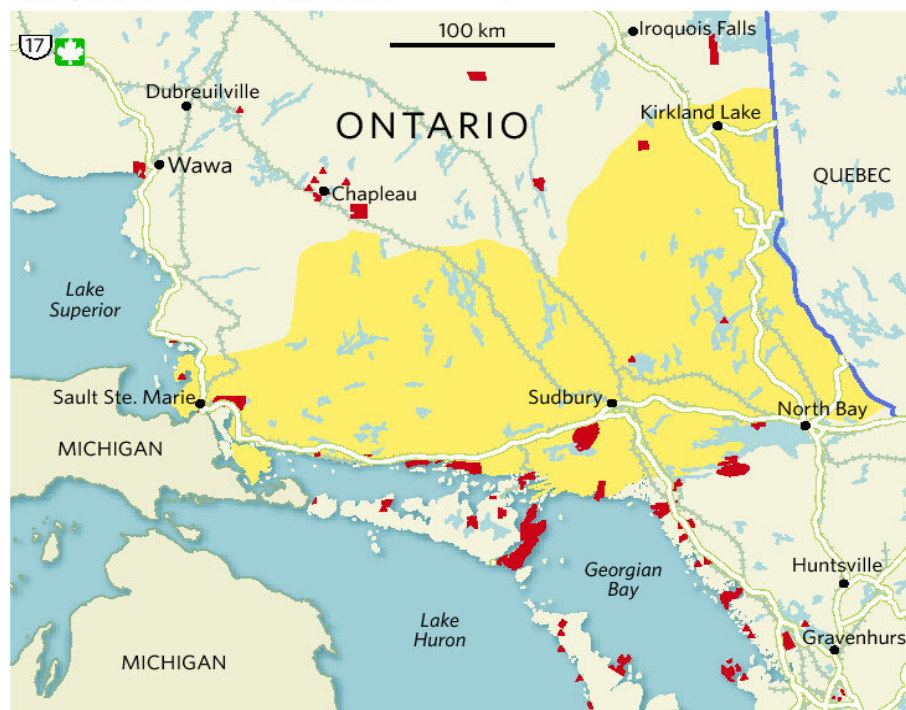 17
100 km
Iroquois Falls
Dubreuilville
Kirkland Lake
ONTARIO
Wawa
QUEBEC
Chapleau
Lake
Superior
Sault Ste. Marie
Sudbury
North Bay
MICHIGAN
Georgian
Bay
Huntsville
Lake
Huron
Gravenhurs
MICHIGAN